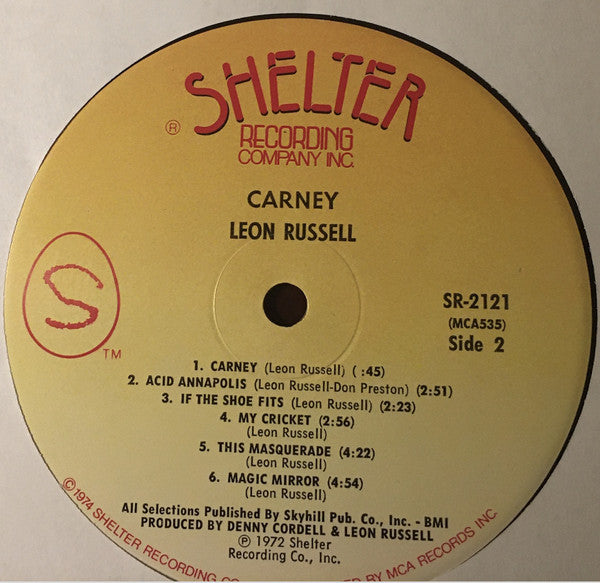 SHELTER
®
RECORDING
COMPANY INC.
CARNEY
LEON RUSSELL
S
TM
SR-2121
(MCA535)
Side 2
1. CARNEY (Leon Russell) ( :45)
2. ACID ANNAPOLIS (Leon Russell-Don Preston) (2:51)
3. IF THE SHOE FITS (Leon Russell) (2:23)
4. MY CRICKET (2:56)
(Leon Russell)
5. THIS MASQUERADE (4:22)
(Leon Russell)
6. MAGIC MIRROR (4:54)
(Leon Russell)
All Selections Published By Skyhill Pub. Co., Inc. - BMI
PRODUCED BY DENNY CORDELL & LEON RUSSELL
℗ 1972 Shelter
Recording Co., Inc.
©1974 SHELTER RECORDING BY MCA RECORDS INC.